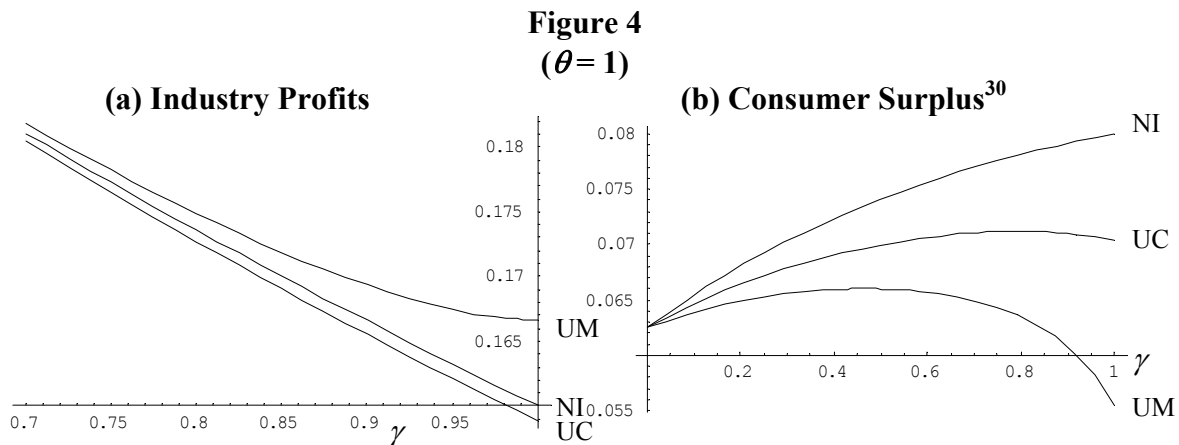 Figure 4
(θ = 1)
(a) Industry Profits
(b) Consumer Surplus³⁰
0.18
0.175
0.17
0.165
UM
NI
UC
0.7 0.75 0.8 0.85 0.9 0.95
γ
0.08
0.075
0.07
0.065
0.055
NI
UC
0.2 0.4 0.6 0.8 1 γ
UM